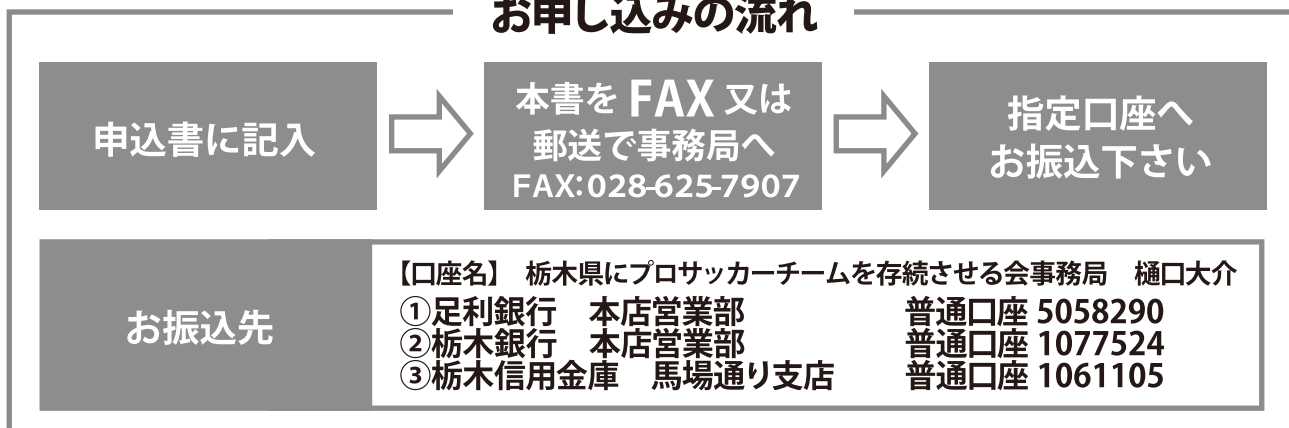 お申し込みの流れ
申込書に記入
本書を FAX 又は
郵送で事務局へ
FAX:028-625-7907
指定口座へ
お振込下さい
お振込先
【口座名】 栃木県にプロサッカーチームを存続させる会事務局 樋口大介
①足利銀行 本店営業部 普通口座 5058290
②栃木銀行 本店営業部 普通口座 1077524
③栃木信用金庫 馬場通り支店 普通口座 1061105